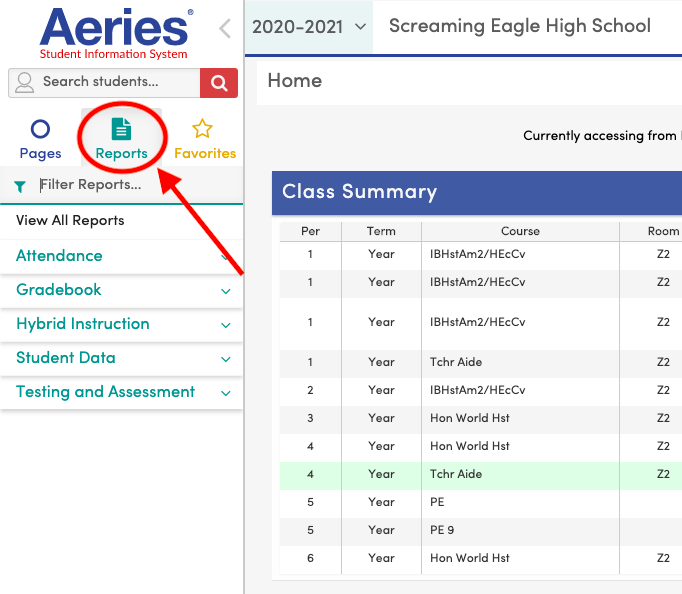 Aeries®
Student Information System
Search students...
Pages
Reports
Favorites
Filter Reports...
View All Reports
Attendance
Gradebook
Hybrid Instruction
Student Data
Testing and Assessment
2020-2021
Screaming Eagle High School
Home
Currently accessing from
Class Summary
Per Term Course Room
1 Year IBHstAm2/HEcCv Z2
1 Year IBHstAm2/HEcCv Z2
1 Year IBHstAm2/HEcCv Z2
1 Year Tchr Aide Z2
2 Year IBHstAm2/HEcCv Z2
3 Year Hon World Hst Z2
4 Year Hon World Hst Z2
4 Year Tchr Aide Z2
5 Year PE
5 Year PE 9
6 Year Hon World Hst Z2